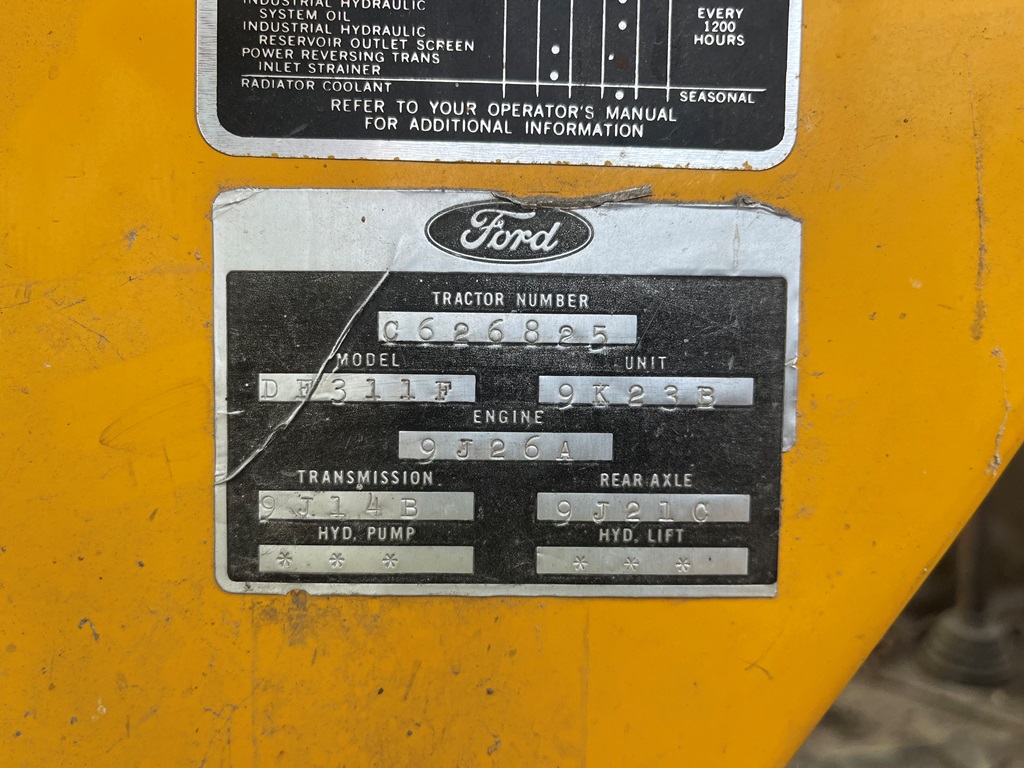 INDUSTRIAL HYDRAULIC
SYSTEM OIL
INDUSTRIAL HYDRAULIC
RESERVOIR OUTLET SCREEN
POWER REVERSING TRANS
INLET STRAINER
EVERY
1200
HOURS
RADIATOR COOLANT
SEASONAL
REFER TO YOUR OPERATOR'S MANUAL
FOR ADDITIONAL INFORMATION
Ford
TRACTOR NUMBER
C626825
MODEL UNIT
DF311F 9K23B
ENGINE
9J26A
TRANSMISSION REAR AXLE
9J14B 9J21C
HYD. PUMP HYD. LIFT
* * * * * *